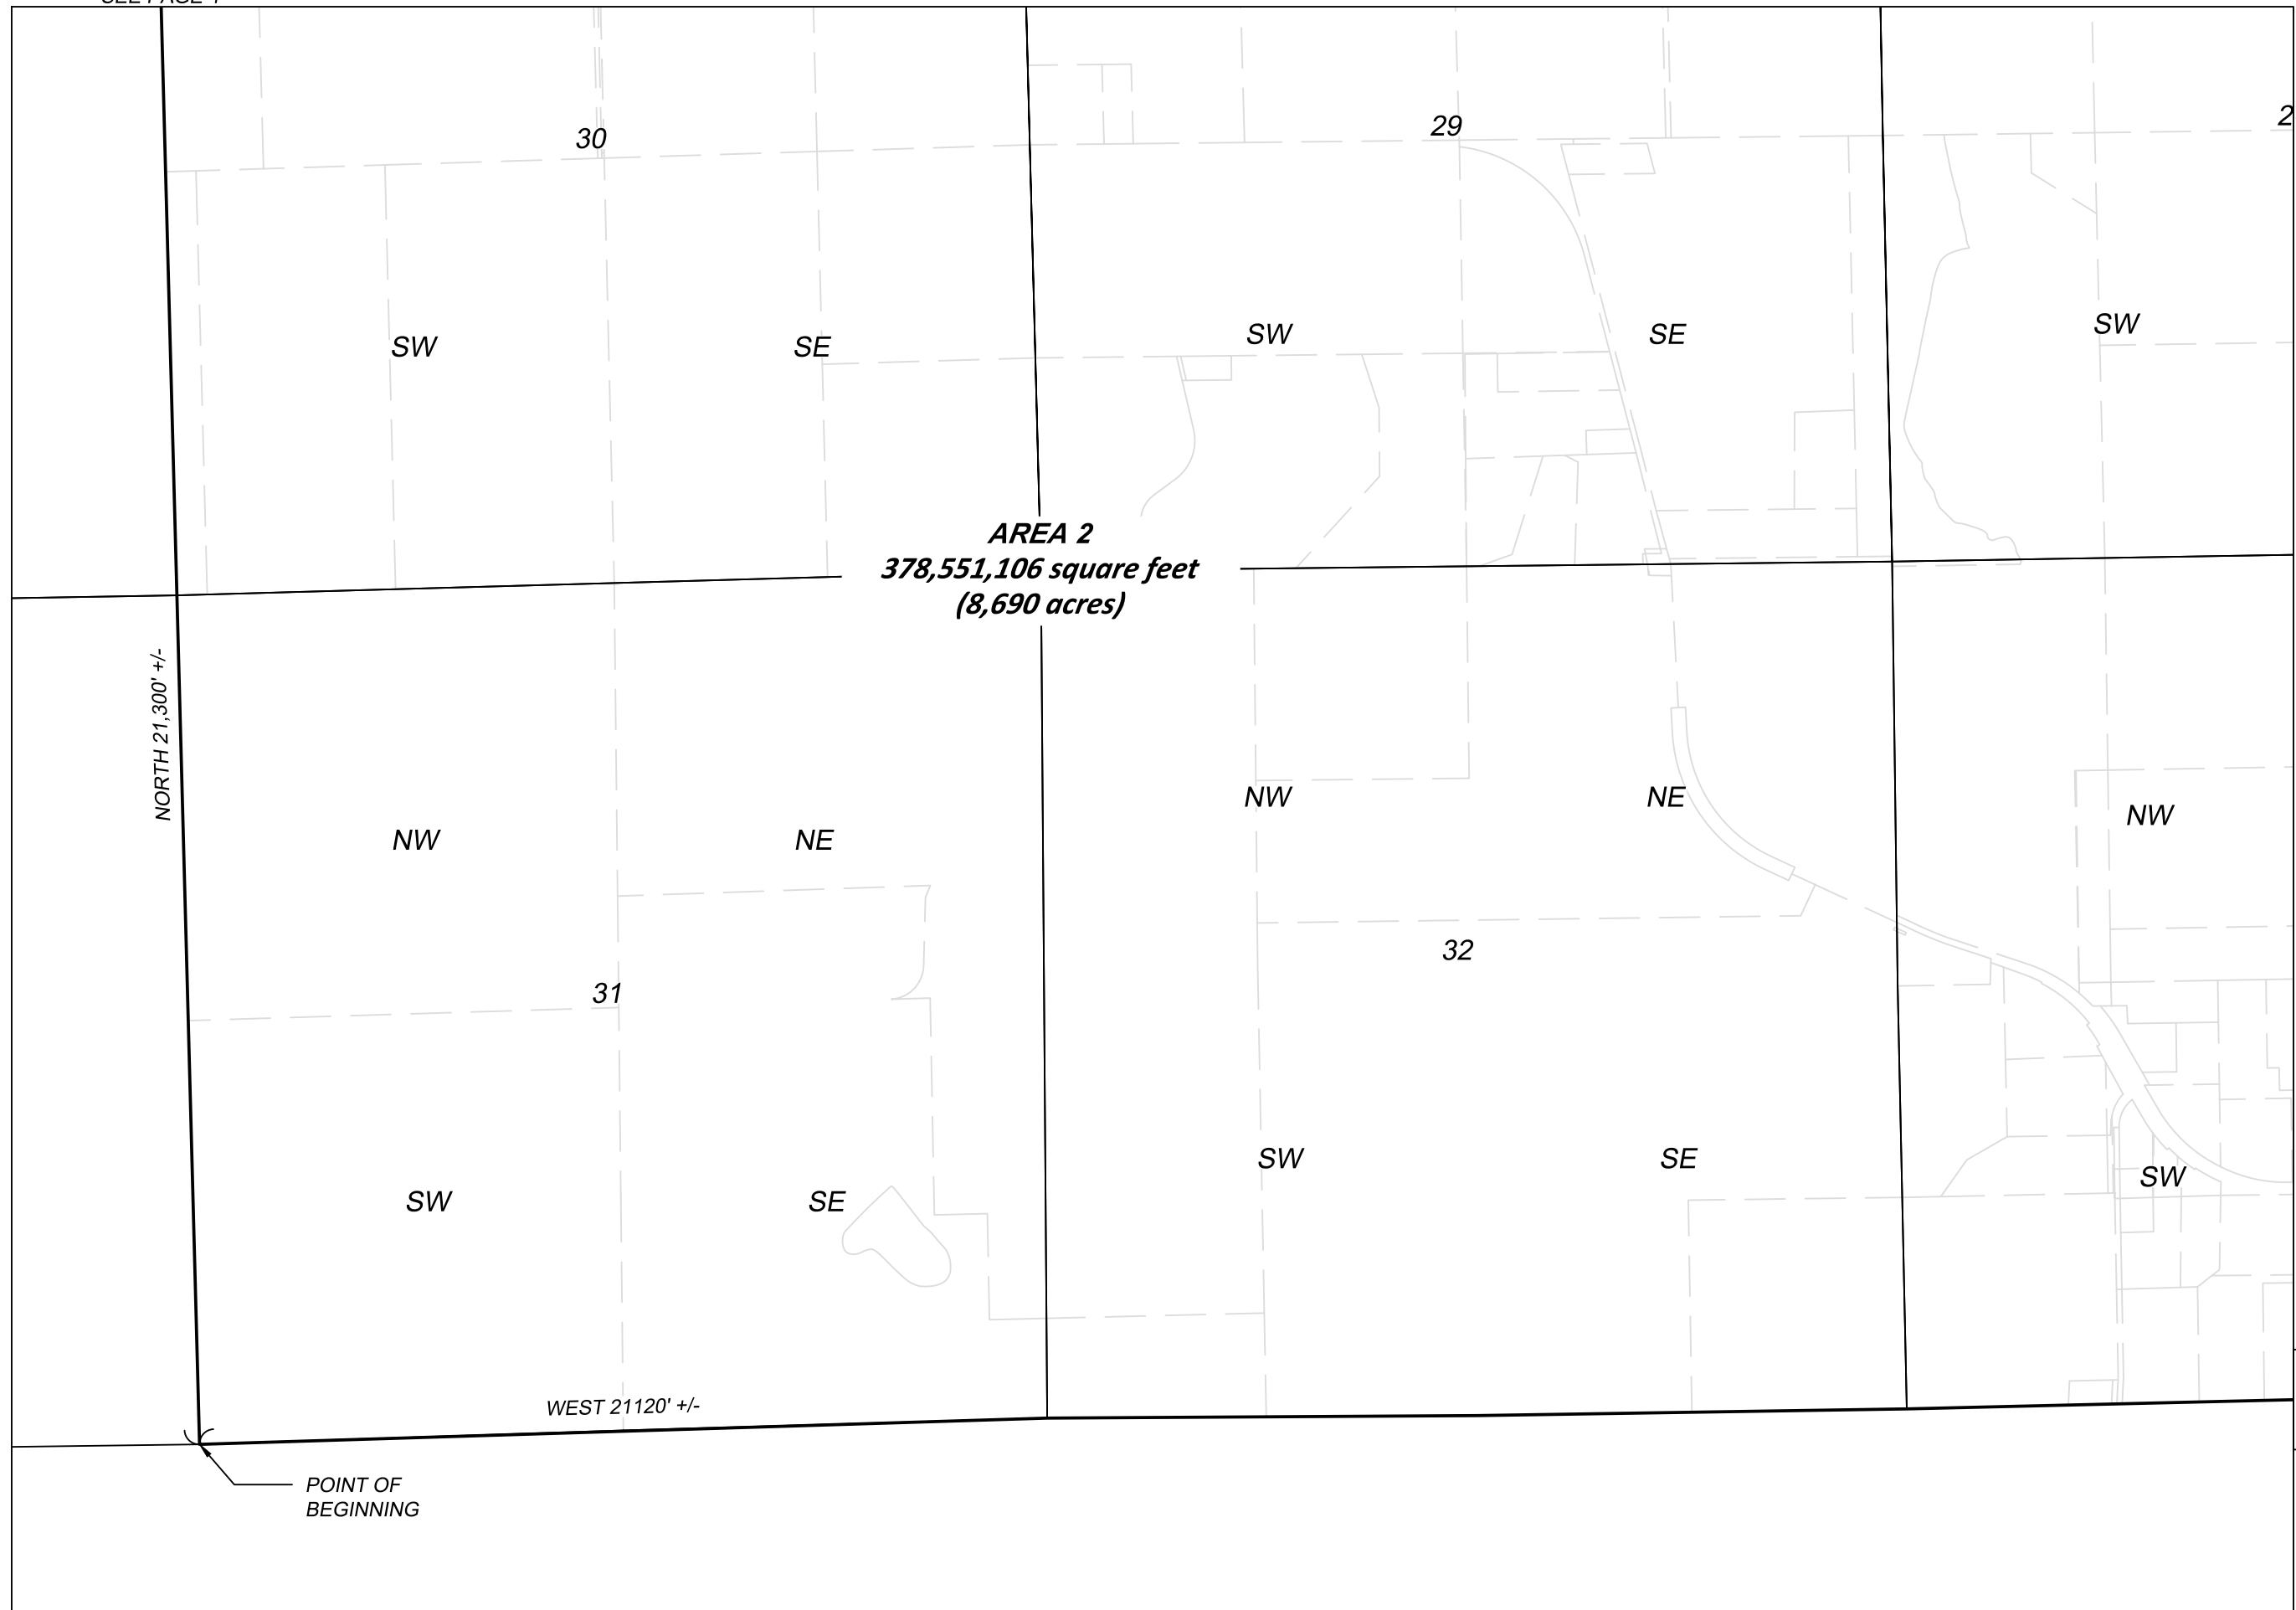 30
29
SW
SE
SW
SE
SW
AREA 2
378,551,106 square feet
(8,690 acres)
NORTH 21,300' +/-
NW
NE
NW
NE
NW
31
32
SW
SE
SW
SE
SW
WEST 21120' +/-
POINT OF
BEGINNING